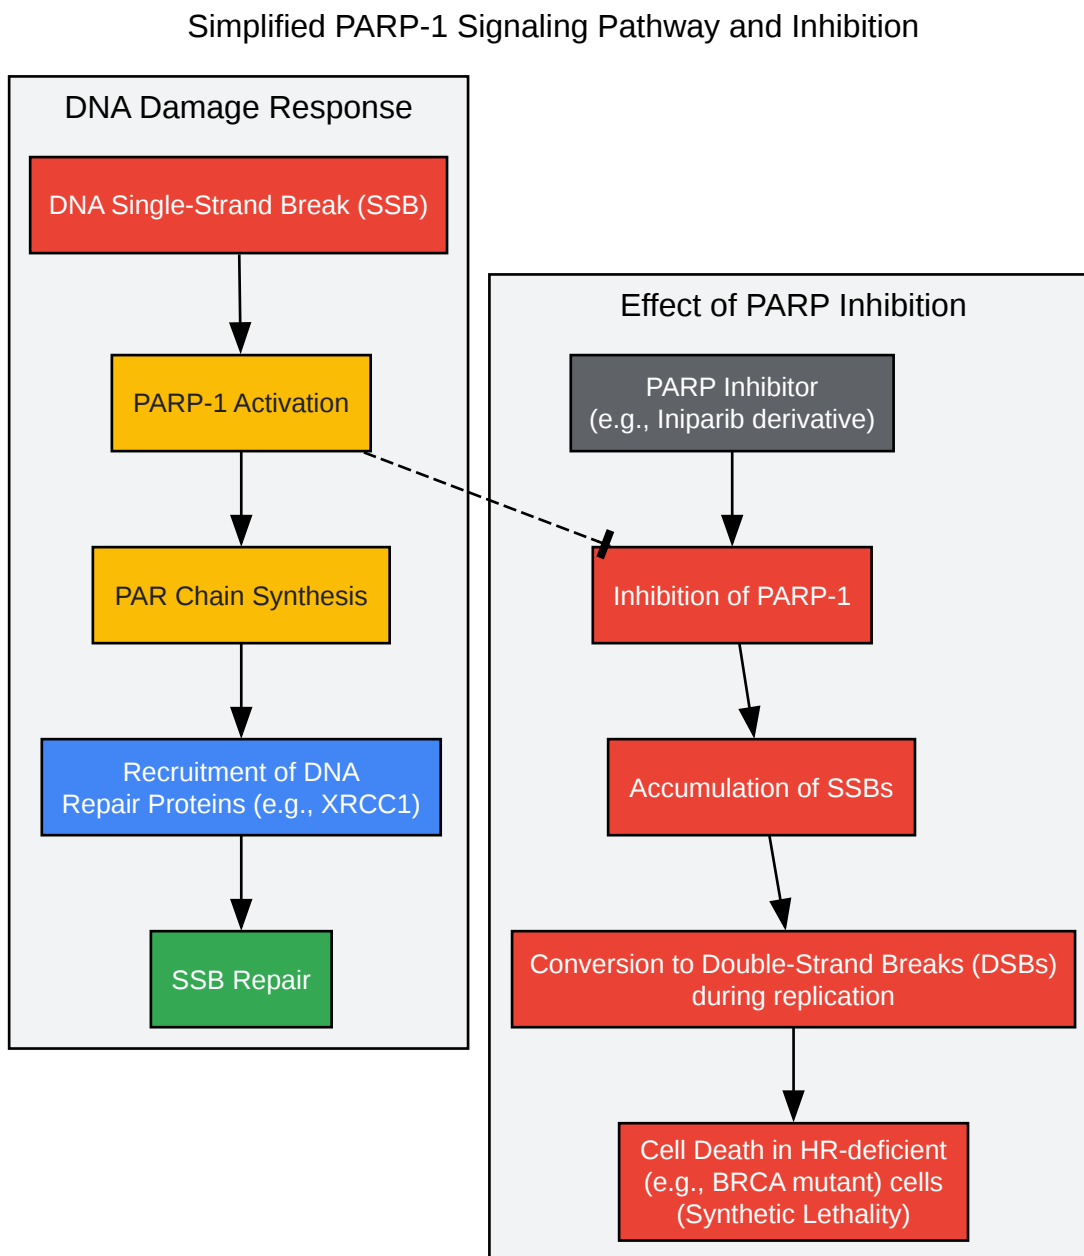 Simplified PARP-1 Signaling Pathway and Inhibition
DNA Damage Response
DNA Single-Strand Break (SSB)
PARP-1 Activation
PAR Chain Synthesis
Recruitment of DNA
Repair Proteins (e.g., XRCC1)
SSB Repair
Effect of PARP Inhibition
PARP Inhibitor
(e.g., Iniparib derivative)
Inhibition of PARP-1
Accumulation of SSBs
Conversion to Double-Strand Breaks (DSBs)
during replication
Cell Death in HR-deficient
(e.g., BRCA mutant) cells
(Synthetic Lethality)